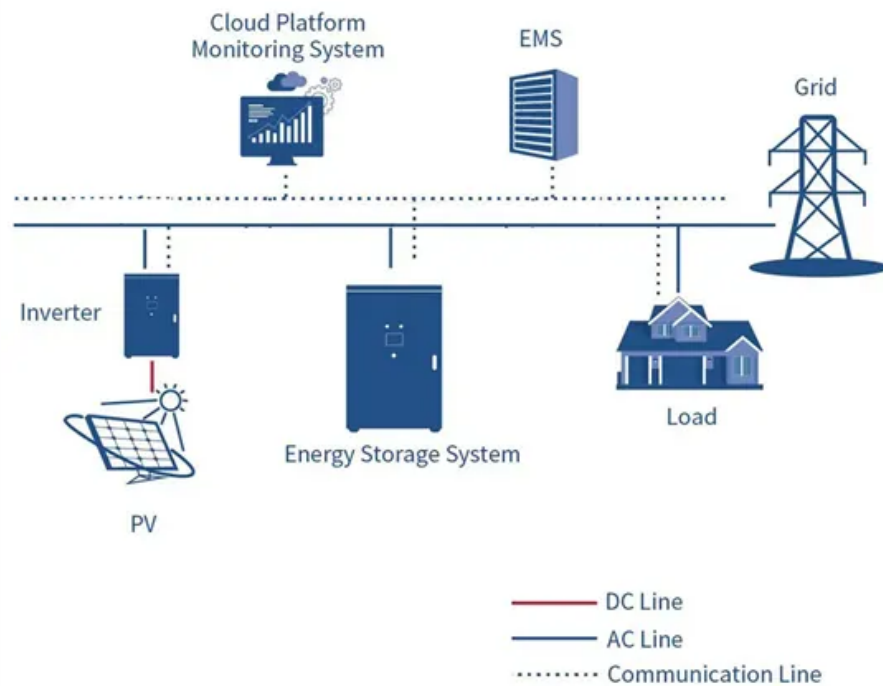 Cloud Platform
Monitoring System
EMS
Grid
Inverter
Load
Energy Storage System
PV
DC Line
AC Line
Communication Line